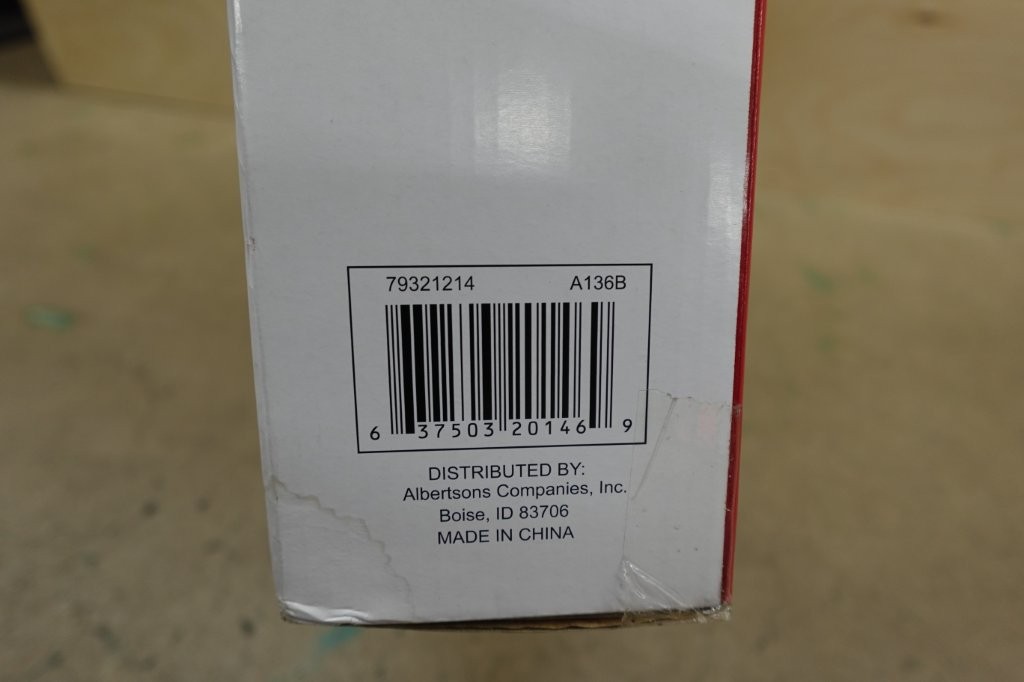 79321214 A136B
6 37503 20146 9
DISTRIBUTED BY:
Albertsons Companies, Inc.
Boise, ID 83706
MADE IN CHINA